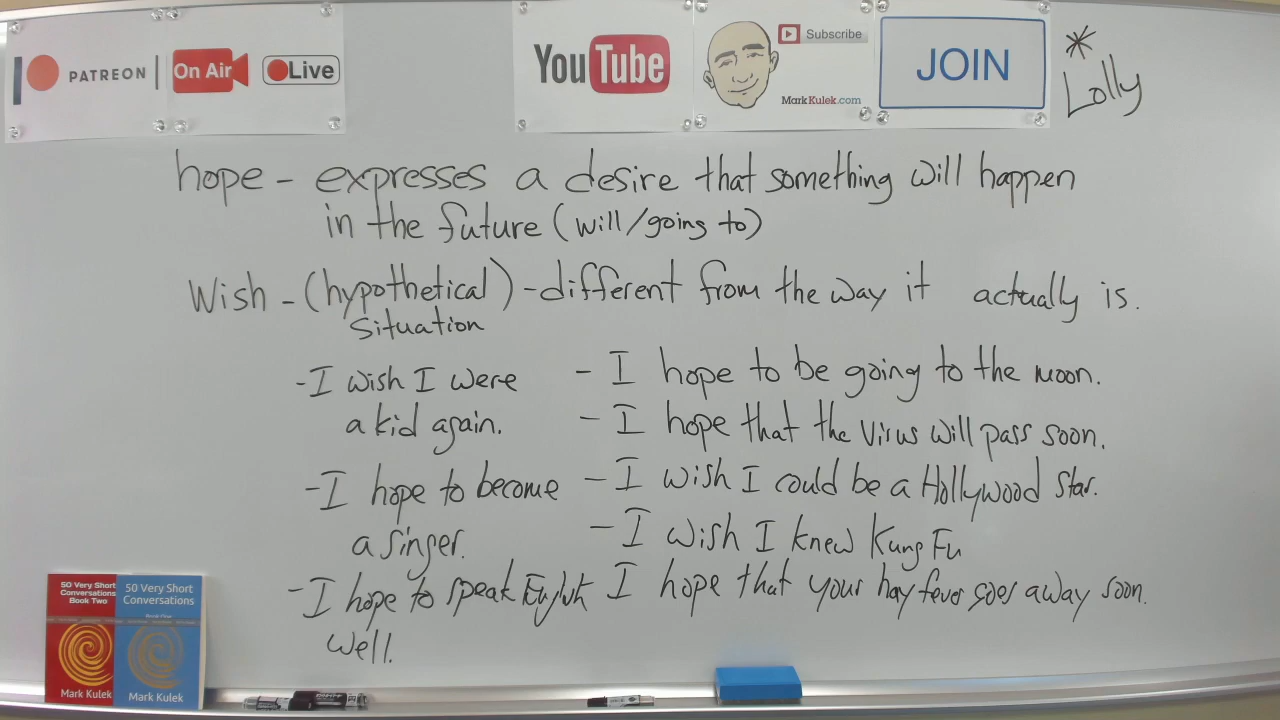 PATREON
On Air
Live
YouTube
Subscribe
MarkKulek.com
JOIN
* Lolly
hope - expresses a desire that something will happen
in the future (will/going to)
Wish - (hypothetical) - different from the way it actually is.
situation
- I wish I were
a kid again.
- I hope to become
a singer.
- I hope to speak English
well.
- I hope to be going to the moon.
- I hope that the virus will pass soon.
- I wish I could be a Hollywood Star.
- I wish I knew Kung Fu
I hope that your hay fever goes away soon.
50 Very Short
Conversations
Book Two
Mark Kulek
50 Very Short
Conversations
Mark Kulek